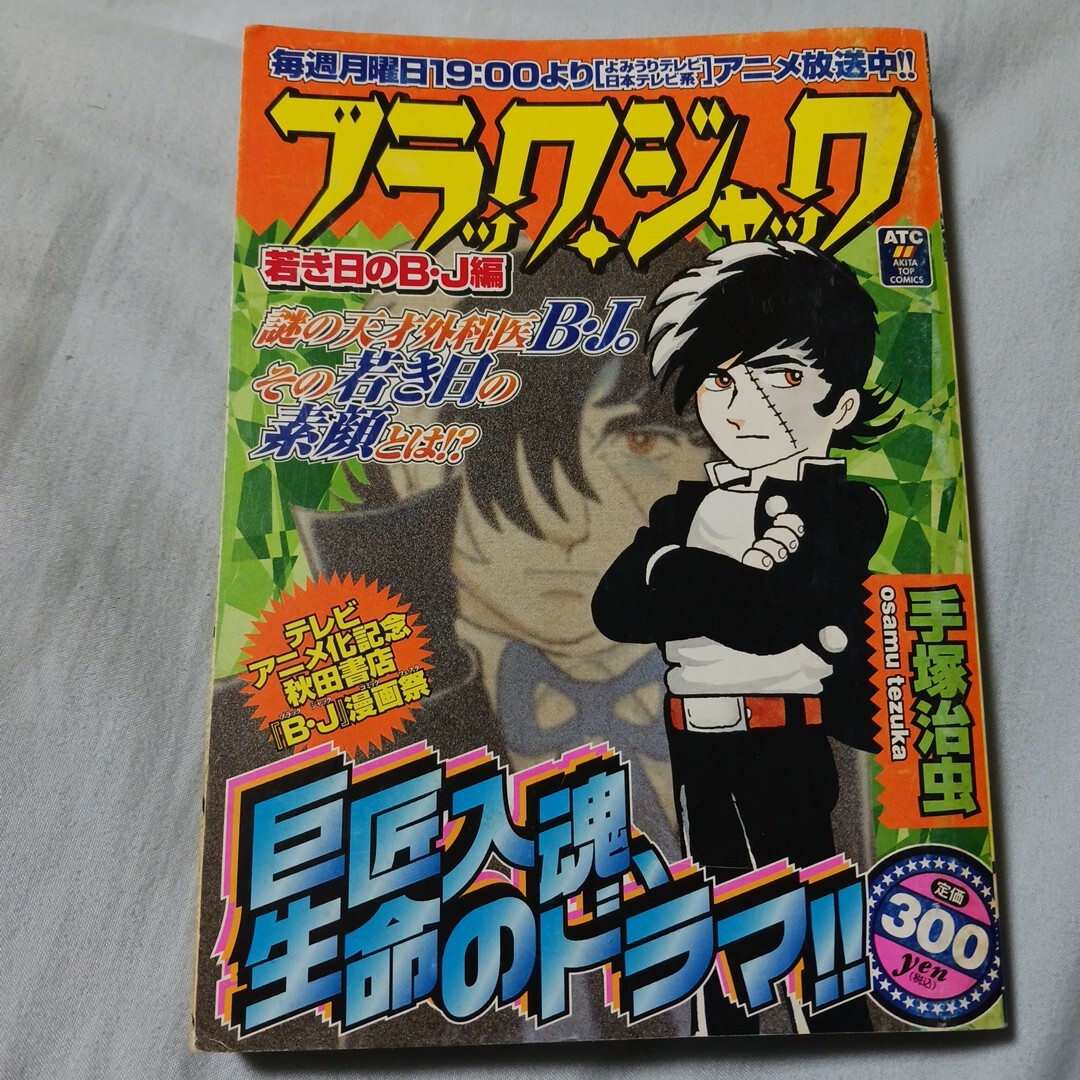 毎週月曜日19:00より[よみうりテレビ 日本テレビ系]アニメ放送中!!
ブラック・ジャック
ATC
AKITA
TOP
COMICS
若き日のB・J編
謎の天才外科医B・J。
その若き日の
素顔とは!?
手塚治虫
osamu tezuka
テレビ
アニメ化記念
秋田書店
『B・J』漫画祭
巨匠入魂、
生命のドラマ!!
定価
300
yen
(税込)